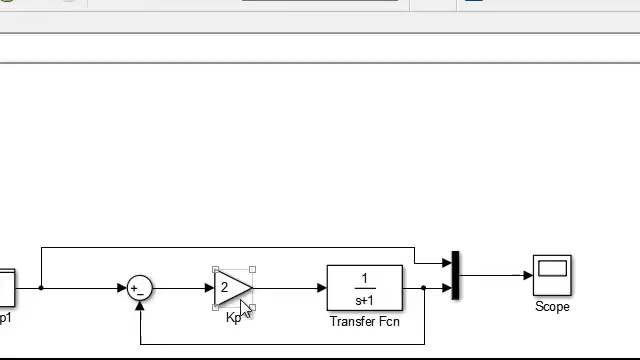 +
_
2
1
s+1
p1
Kp
Transfer Fcn
Scope